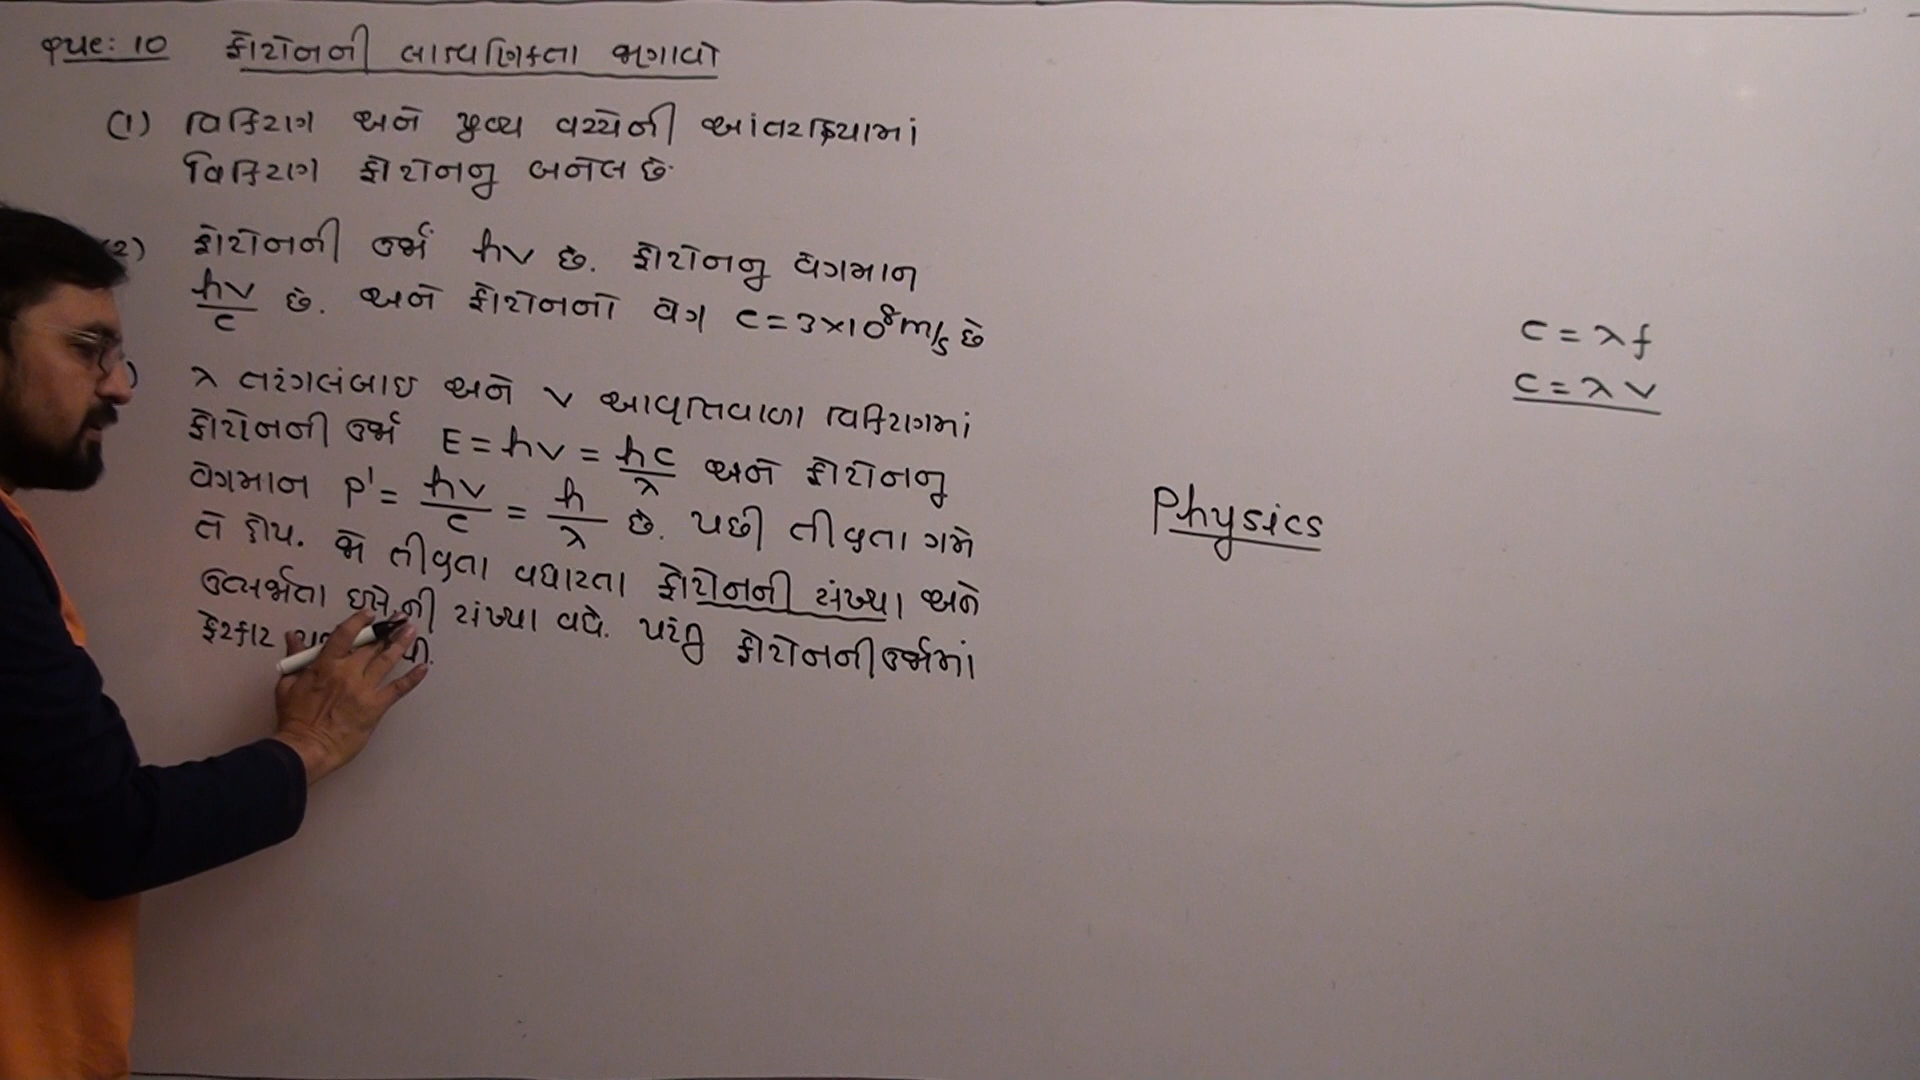 પ્રશ્ન: 10 ફોટોનની લાક્ષણિકતા જણાવો
(1) વિકિરણ અને દ્રવ્ય વચ્ચેની આંતરક્રિયામાં
વિકિરણ ફોટોનનુ બનેલ છે.
2) ફોટોનની ઉર્જા hν છે. ફોટોનનુ વેગમાન
hν/c છે. અને ફોટોનનો વેગ c = 3×10⁸ m/s છે
) λ તરંગલંબાઇ અને ν આવૃત્તિવાળા વિકિરણમાં
ફોટોનની ઉર્જા E = hν = hc/λ અને ફોટોનનુ
વેગમાન P' = hν/c = h/λ છે. પછી તીવ્રતા ગમે
તે હોય. જો તીવ્રતા વધારતા ફોટોનની સંખ્યા અને
ઉત્સર્જાતા ની સંખ્યા વધે. પરંતુ ફોટોનની ઉર્જામાં
ફેરફાર
c = λf
c = λν
Physics